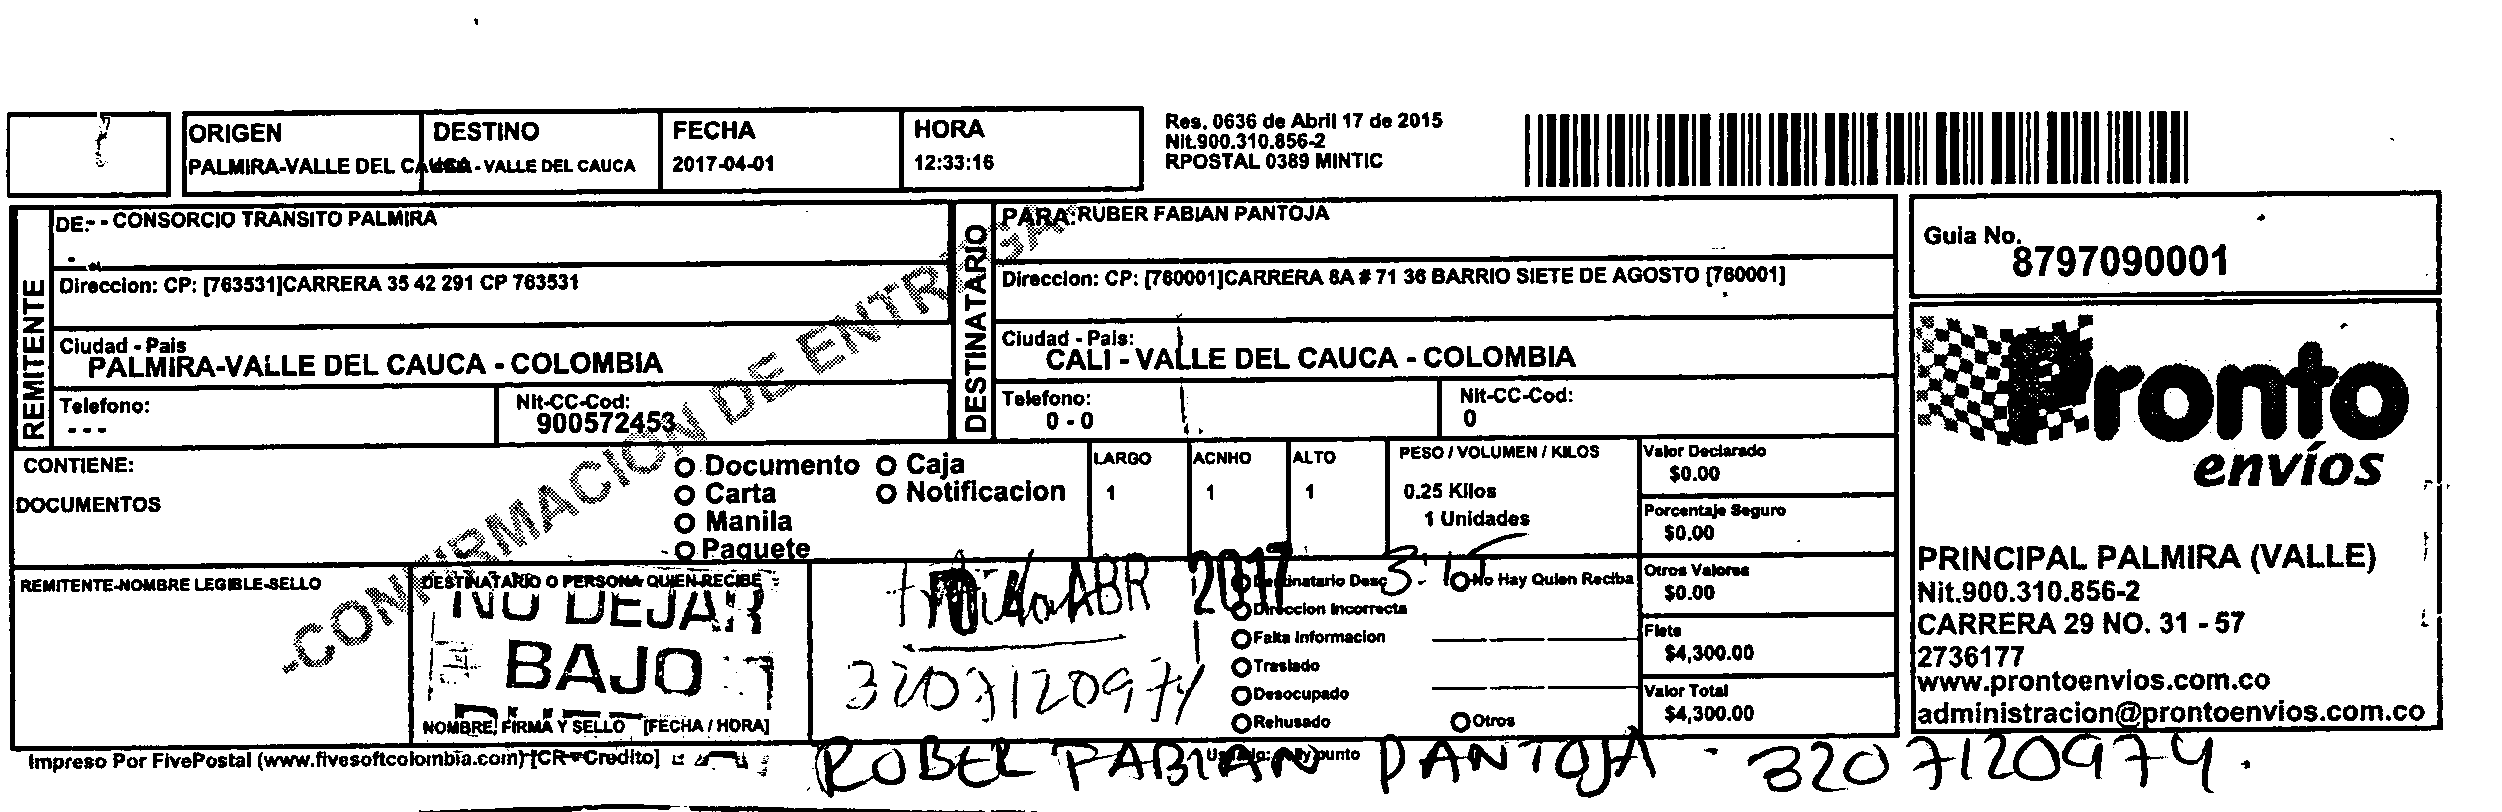 ORIGEN DESTINO FECHA HORA
PALMIRA-VALLE DEL CAUCA - VALLE DEL CAUCA 2017-04-01 12:33:16
Res. 0636 de Abril 17 de 2015
Nit.900.310.856-2
RPOSTAL 0389 MINTIC
REMITENTE
DE:- - CONSORCIO TRANSITO PALMIRA
Direccion: CP: [763531]CARRERA 35 42 291 CP 763531
Ciudad - Pais
PALMIRA-VALLE DEL CAUCA - COLOMBIA
Telefono:
- - -
Nit-CC-Cod:
900572453
DESTINATARIO
PARA:RUBER FABIAN PANTOJA
Direccion: CP: [760001]CARRERA 8A # 71 36 BARRIO SIETE DE AGOSTO [760001]
Ciudad - Pais:
CALI - VALLE DEL CAUCA - COLOMBIA
Telefono:
0 - 0
Nit-CC-Cod:
0
Guia No.
8797090001
Pronto
envíos
PRINCIPAL PALMIRA (VALLE)
Nit.900.310.856-2
CARRERA 29 NO. 31 - 57
2736177
www.prontoenvios.com.co
administracion@prontoenvios.com.co
CONTIENE:
DOCUMENTOS
Documento Caja
Carta Notificacion
Manila
Paquete
LARGO ACNHO ALTO PESO / VOLUMEN / KILOS
1 1 1 0.25 Kilos
1 Unidades
Valor Declarado
$0.00
Porcentaje Seguro
$0.00
Otros Valores
$0.00
Flete
$4,300.00
Valor Total
$4,300.00
-CONFIRMACION DE ENTREGA
REMITENTE-NOMBRE LEGIBLE-SELLO
DESTINATARIO O PERSONA QUIEN RECIBE
NO DEJAR
BAJO
NOMBRE, FIRMA Y SELLO [FECHA / HORA]
ABR 2017
3207120974
Destinatario Desc No Hay Quien Reciba
Direccion Incorrecta
Falta Informacion
Traslado
Desocupado
Rehusado Otros
Impreso Por FivePostal (www.fivesoftcolombia.com) [CR - Credito]
ROBER FABIAN PANTOJA - 3207120974.